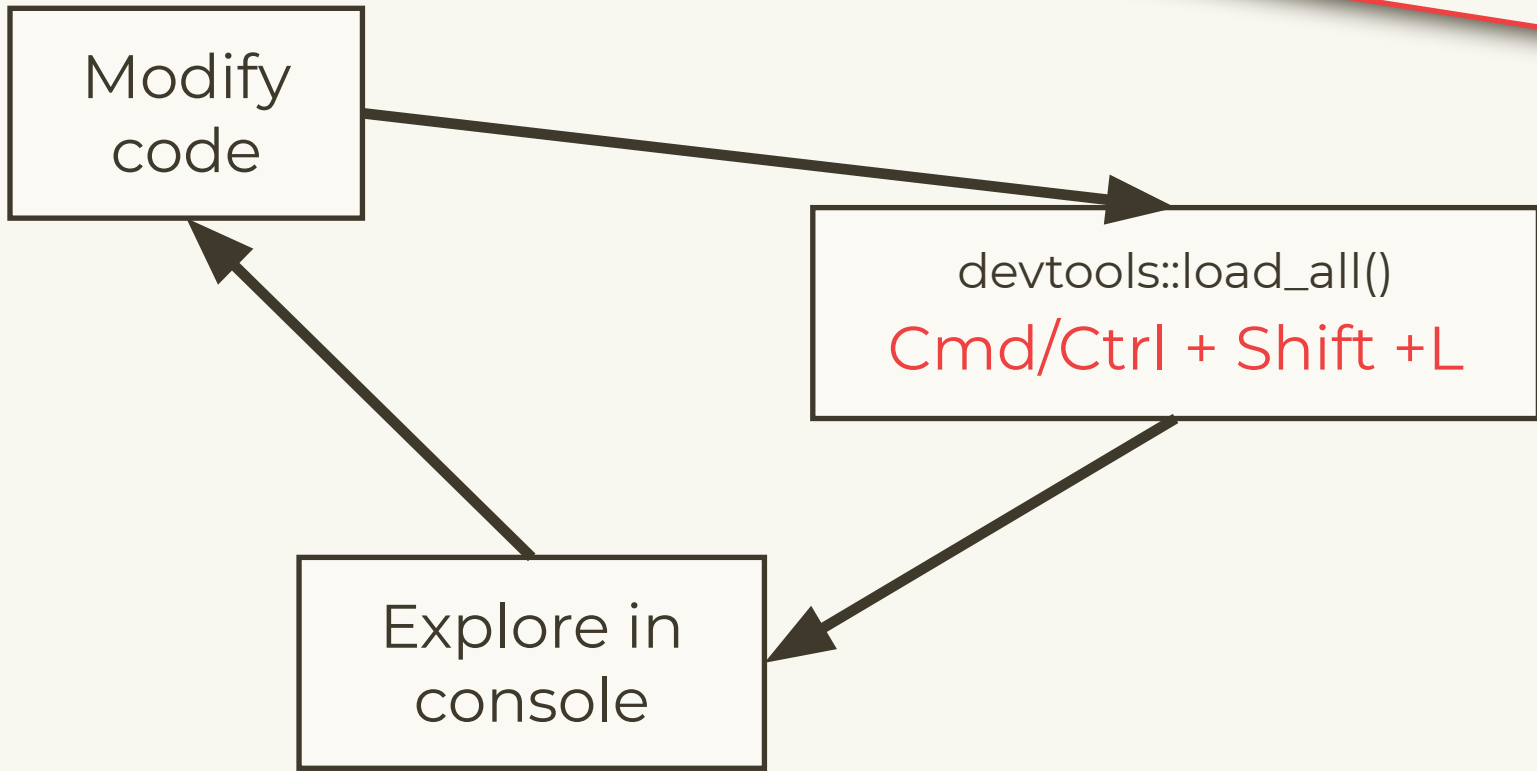 Modify
code
devtools::load_all()
Cmd/Ctrl + Shift +L
Explore in
console